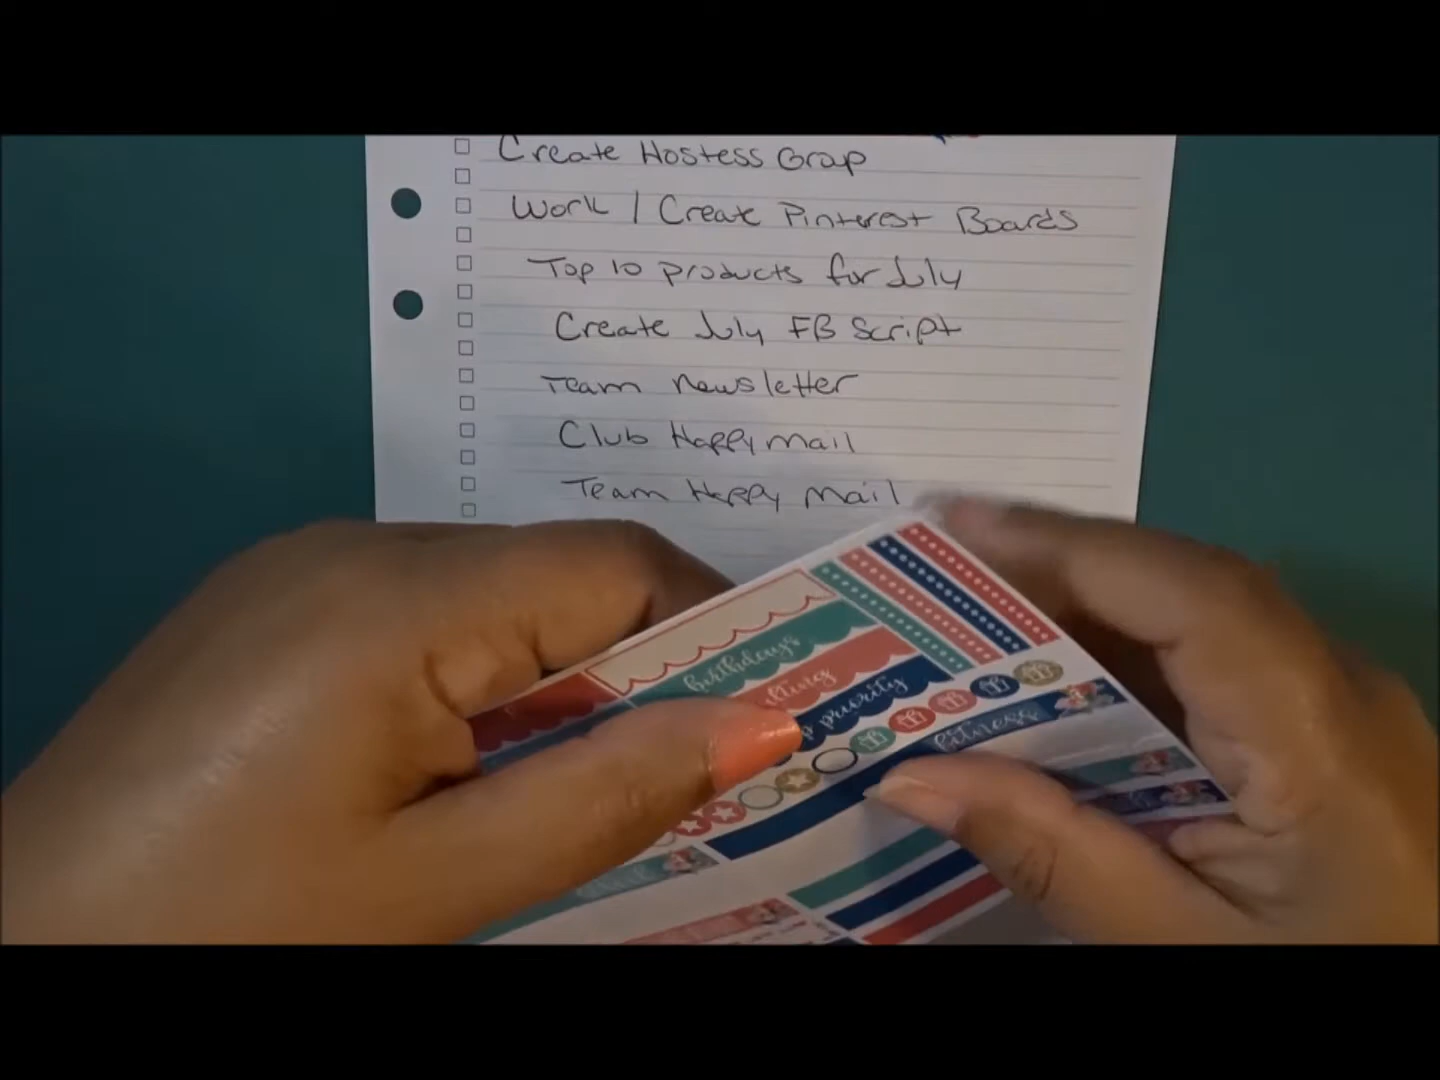 Create Hostess Grop
Work / Create Pinterest Boards
Top 10 products for July
Create July FB Script
Team newsletter
Club Happy mail
Team Happy mail
birthdays
priority
fitness